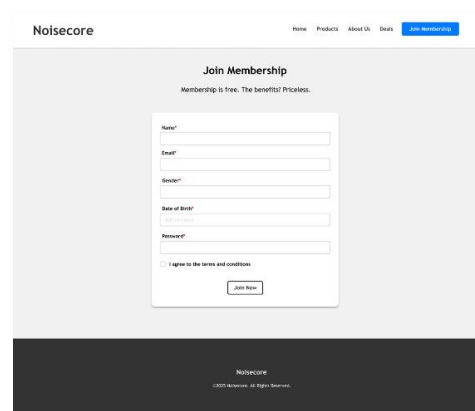 Noisecore
Home Products About Us Deals Join Membership
Join Membership
Membership is free. The benefits? Priceless.
Name*
Email*
Gender*
Date of Birth*
Password*
I agree to the terms and conditions
Join Now
Noisecore
©2025 Noisecore. All Rights Reserved.